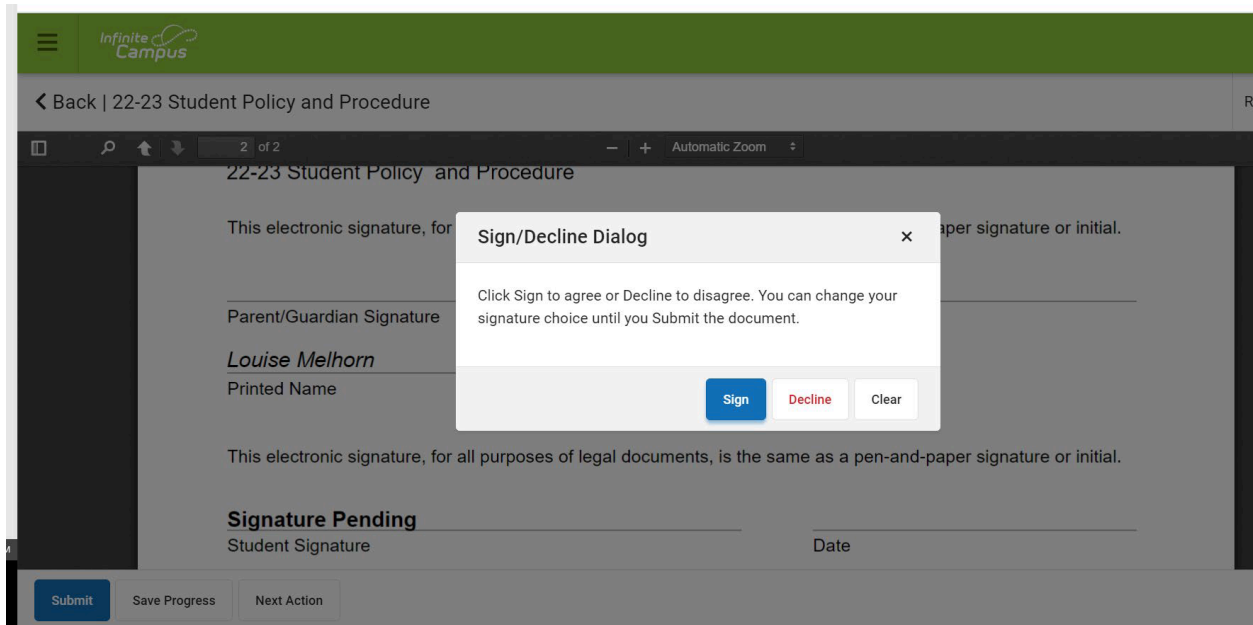 Infinite
Campus
Back | 22-23 Student Policy and Procedure
R
2 of 2
Automatic Zoom
22-23 Student Policy and Procedure
This electronic signature, for
aper signature or initial.
Sign/Decline Dialog
Click Sign to agree or Decline to disagree. You can change your
signature choice until you Submit the document.
Sign Decline Clear
Parent/Guardian Signature
Louise Melhorn
Printed Name
This electronic signature, for all purposes of legal documents, is the same as a pen-and-paper signature or initial.
Signature Pending
Student Signature Date
M
Submit Save Progress Next Action